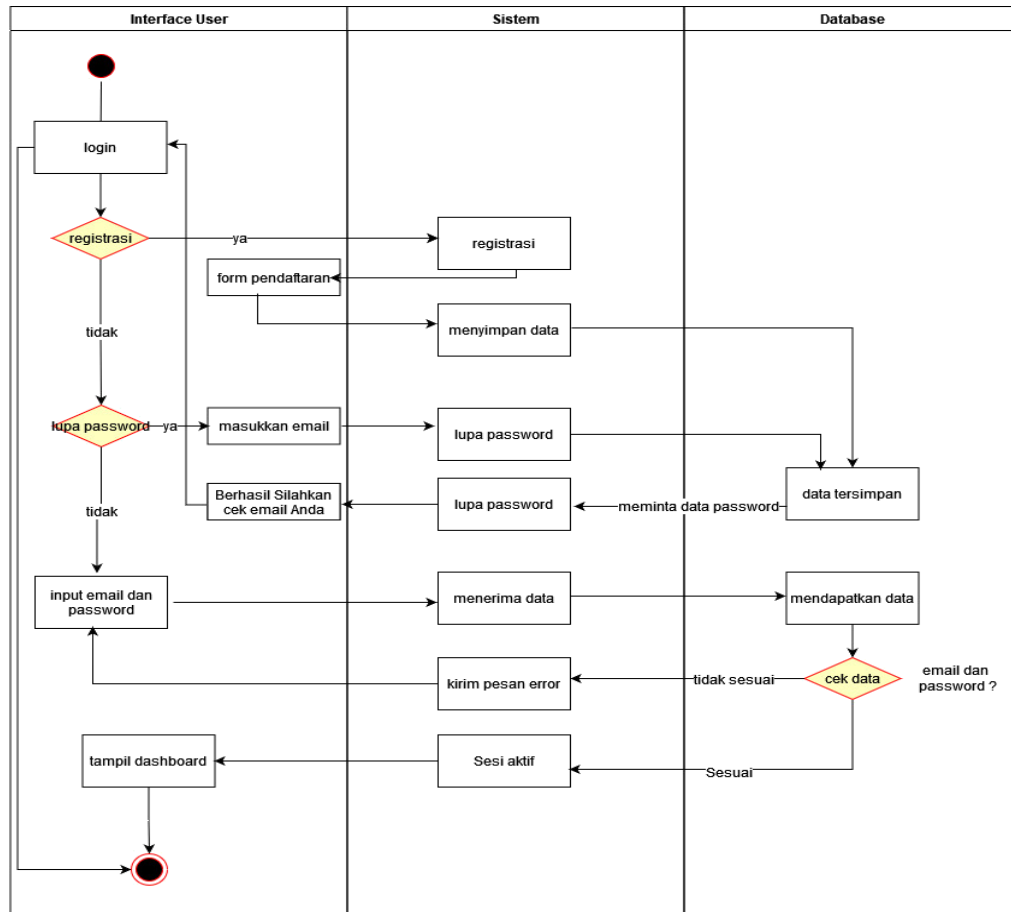 Interface User
Sistem
Database
login
registrasi
ya
registrasi
form pendaftaran
tidak
menyimpan data
lupa password
ya
masukkan email
lupa password
Berhasil Silahkan
cek email Anda
lupa password
meminta data password
data tersimpan
tidak
input email dan
password
menerima data
mendapatkan data
kirim pesan error
tidak sesuai
cek data
email dan
password ?
tampil dashboard
Sesi aktif
Sesuai